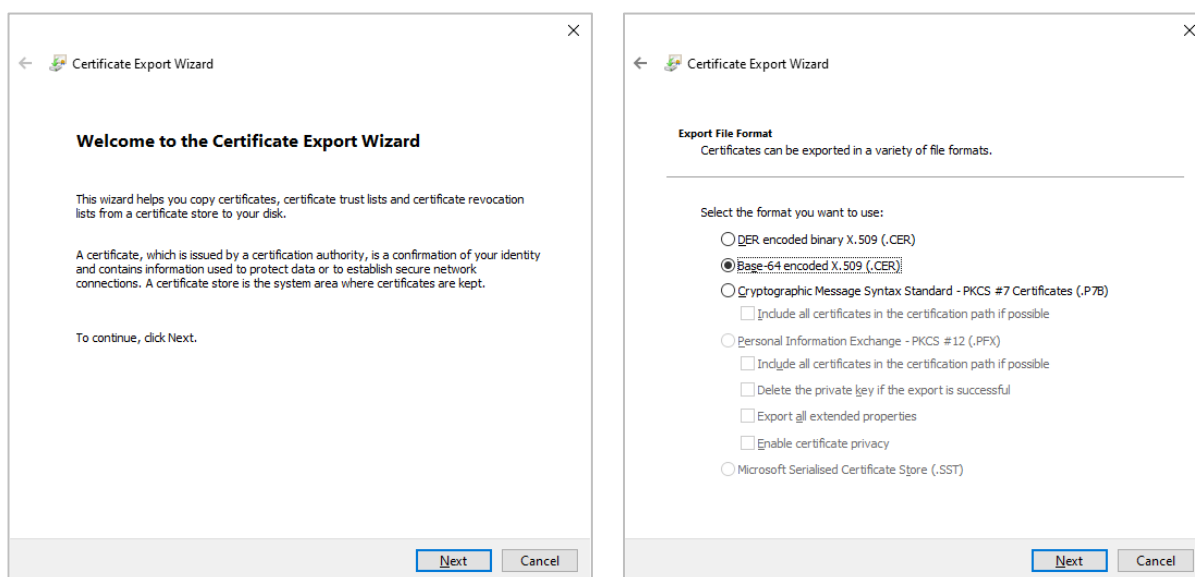 Certificate Export Wizard
Welcome to the Certificate Export Wizard
This wizard helps you copy certificates, certificate trust lists and certificate revocation
lists from a certificate store to your disk.
A certificate, which is issued by a certification authority, is a confirmation of your identity
and contains information used to protect data or to establish secure network
connections. A certificate store is the system area where certificates are kept.
To continue, click Next.
Next
Cancel
Certificate Export Wizard
Export File Format
Certificates can be exported in a variety of file formats.
Select the format you want to use:
DER encoded binary X.509 (.CER)
Base-64 encoded X.509 (.CER)
Cryptographic Message Syntax Standard - PKCS #7 Certificates (.P7B)
Include all certificates in the certification path if possible
Personal Information Exchange - PKCS #12 (.PFX)
Include all certificates in the certification path if possible
Delete the private key if the export is successful
Export all extended properties
Enable certificate privacy
Microsoft Serialised Certificate Store (.SST)
Next
Cancel